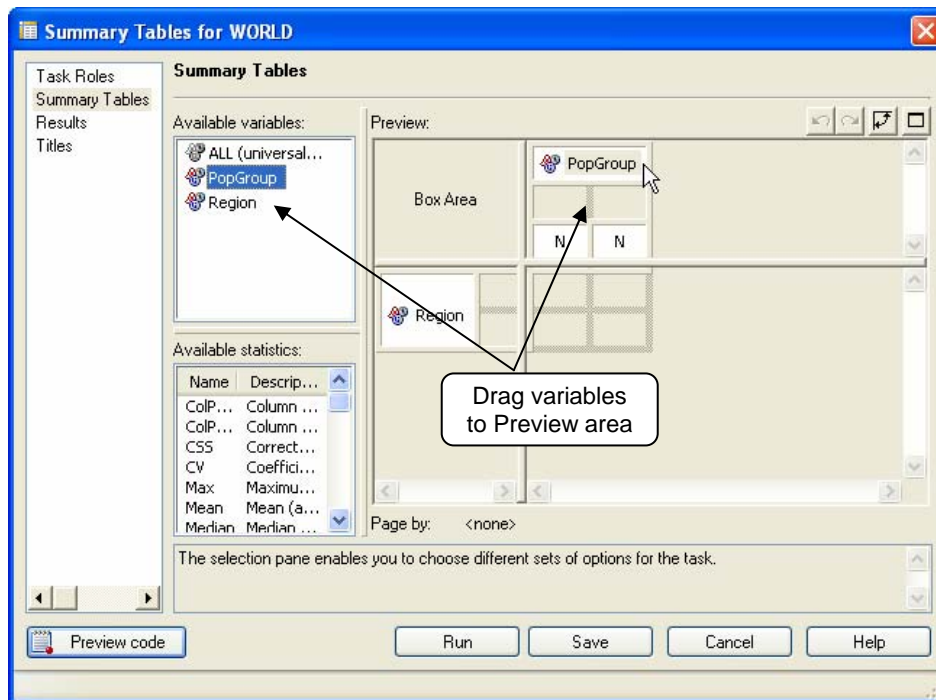 Summary Tables for WORLD
Task Roles
Summary Tables
Results
Titles
Summary Tables
Available variables:
ALL (universal...
PopGroup
Region
Available statistics:
Name Descrip...
ColP... Column ...
ColP... Column ...
CSS Correct...
CV Coeffici...
Max Maximu...
Mean Mean (a...
Median Median ...
Preview:
Box Area
PopGroup
N N
Region
Drag variables
to Preview area
Page by: <none>
The selection pane enables you to choose different sets of options for the task.
Preview code
Run
Save
Cancel
Help